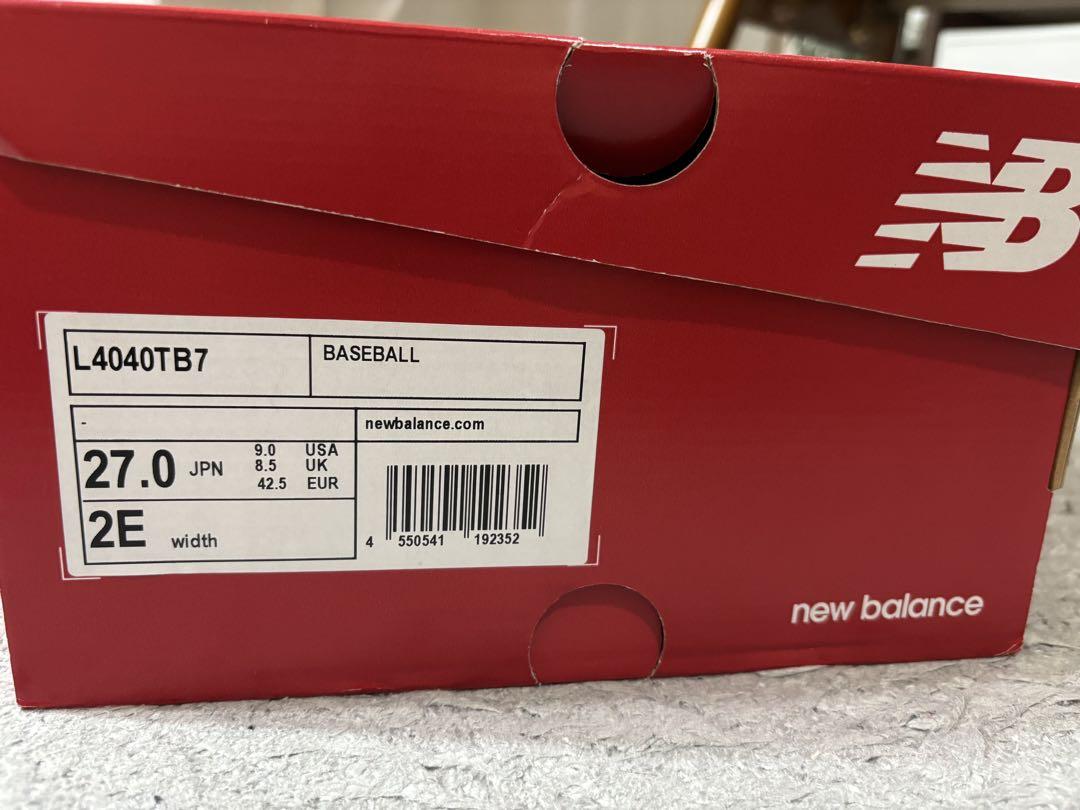 NB
L4040TB7
BASEBALL
-
newbalance.com
27.0 JPN
9.0 USA
8.5 UK
42.5 EUR
2E width
4 550541 192352
new balance